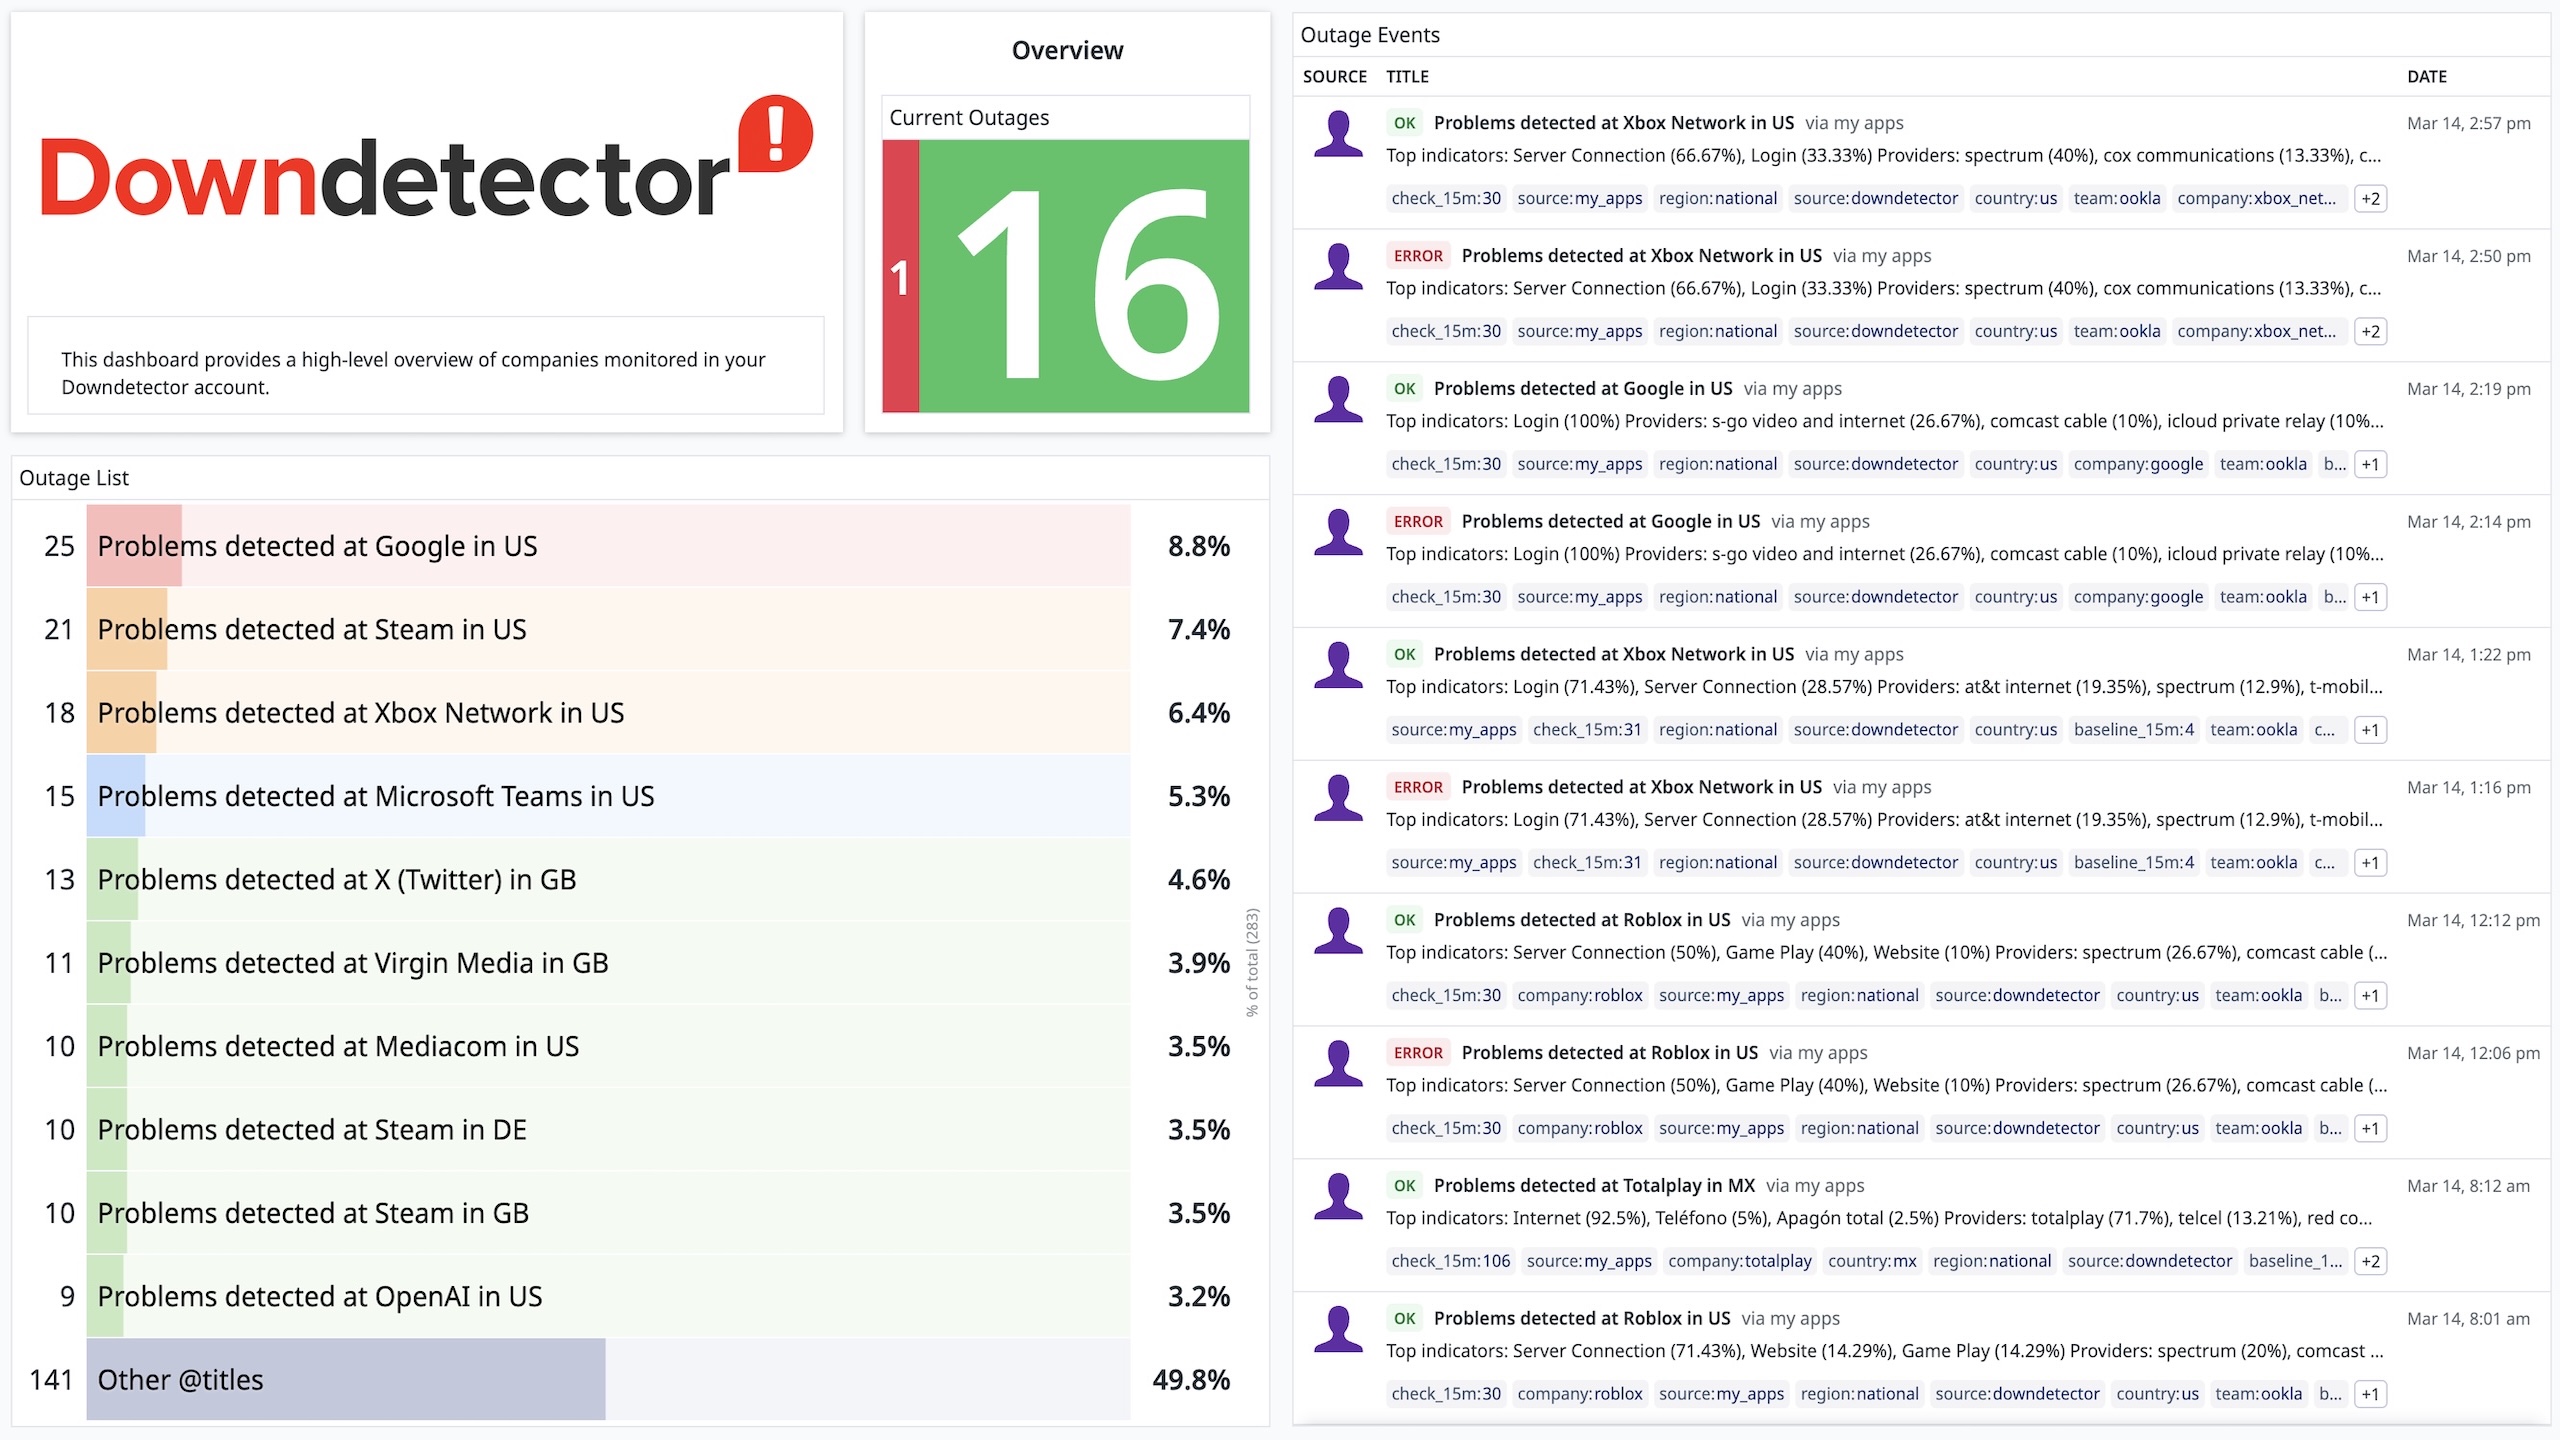 Downdetector
!
This dashboard provides a high-level overview of companies monitored in your
Downdetector account.
Overview
Current Outages
1
16
Outage List
25 Problems detected at Google in US 8.8%
21 Problems detected at Steam in US 7.4%
18 Problems detected at Xbox Network in US 6.4%
15 Problems detected at Microsoft Teams in US 5.3%
13 Problems detected at X (Twitter) in GB 4.6%
11 Problems detected at Virgin Media in GB 3.9%
10 Problems detected at Mediacom in US 3.5%
10 Problems detected at Steam in DE 3.5%
10 Problems detected at Steam in GB 3.5%
9 Problems detected at OpenAI in US 3.2%
141 Other @titles 49.8%
% of total (283)
Outage Events
SOURCE TITLE DATE
OK Problems detected at Xbox Network in US via my apps Mar 14, 2:57 pm
Top indicators: Server Connection (66.67%), Login (33.33%) Providers: spectrum (40%), cox communications (13.33%), c...
check_15m:30 source:my_apps region:national source:downdetector country:us team:ookla company:xbox_net... +2
ERROR Problems detected at Xbox Network in US via my apps Mar 14, 2:50 pm
Top indicators: Server Connection (66.67%), Login (33.33%) Providers: spectrum (40%), cox communications (13.33%), c...
check_15m:30 source:my_apps region:national source:downdetector country:us team:ookla company:xbox_net... +2
OK Problems detected at Google in US via my apps Mar 14, 2:19 pm
Top indicators: Login (100%) Providers: s-go video and internet (26.67%), comcast cable (10%), icloud private relay (10%...
check_15m:30 source:my_apps region:national source:downdetector country:us company:google team:ookla b... +1
ERROR Problems detected at Google in US via my apps Mar 14, 2:14 pm
Top indicators: Login (100%) Providers: s-go video and internet (26.67%), comcast cable (10%), icloud private relay (10%...
check_15m:30 source:my_apps region:national source:downdetector country:us company:google team:ookla b... +1
OK Problems detected at Xbox Network in US via my apps Mar 14, 1:22 pm
Top indicators: Login (71.43%), Server Connection (28.57%) Providers: at&t internet (19.35%), spectrum (12.9%), t-mobil...
source:my_apps check_15m:31 region:national source:downdetector country:us baseline_15m:4 team:ookla c... +1
ERROR Problems detected at Xbox Network in US via my apps Mar 14, 1:16 pm
Top indicators: Login (71.43%), Server Connection (28.57%) Providers: at&t internet (19.35%), spectrum (12.9%), t-mobil...
source:my_apps check_15m:31 region:national source:downdetector country:us baseline_15m:4 team:ookla c... +1
OK Problems detected at Roblox in US via my apps Mar 14, 12:12 pm
Top indicators: Server Connection (50%), Game Play (40%), Website (10%) Providers: spectrum (26.67%), comcast cable (...
check_15m:30 company:roblox source:my_apps region:national source:downdetector country:us team:ookla b... +1
ERROR Problems detected at Roblox in US via my apps Mar 14, 12:06 pm
Top indicators: Server Connection (50%), Game Play (40%), Website (10%) Providers: spectrum (26.67%), comcast cable (...
check_15m:30 company:roblox source:my_apps region:national source:downdetector country:us team:ookla b... +1
OK Problems detected at Totalplay in MX via my apps Mar 14, 8:12 am
Top indicators: Internet (92.5%), Teléfono (5%), Apagón total (2.5%) Providers: totalplay (71.7%), telcel (13.21%), red co...
check_15m:106 source:my_apps company:totalplay country:mx region:national source:downdetector baseline_1... +2
OK Problems detected at Roblox in US via my apps Mar 14, 8:01 am
Top indicators: Server Connection (71.43%), Website (14.29%), Game Play (14.29%) Providers: spectrum (20%), comcast ...
check_15m:30 company:roblox source:my_apps region:national source:downdetector country:us team:ookla b... +1